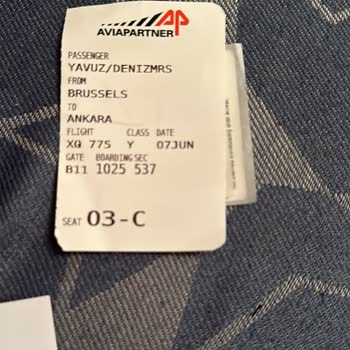 AP
AVIAPARTNER
PASSENGER
YAVUZ/DENIZMRS
FROM
BRUSSELS
TO
ANKARA
FLIGHT CLASS DATE
XQ 775 Y 07JUN
GATE BOARDING SEC
B11 1025 537
SEAT 03-C